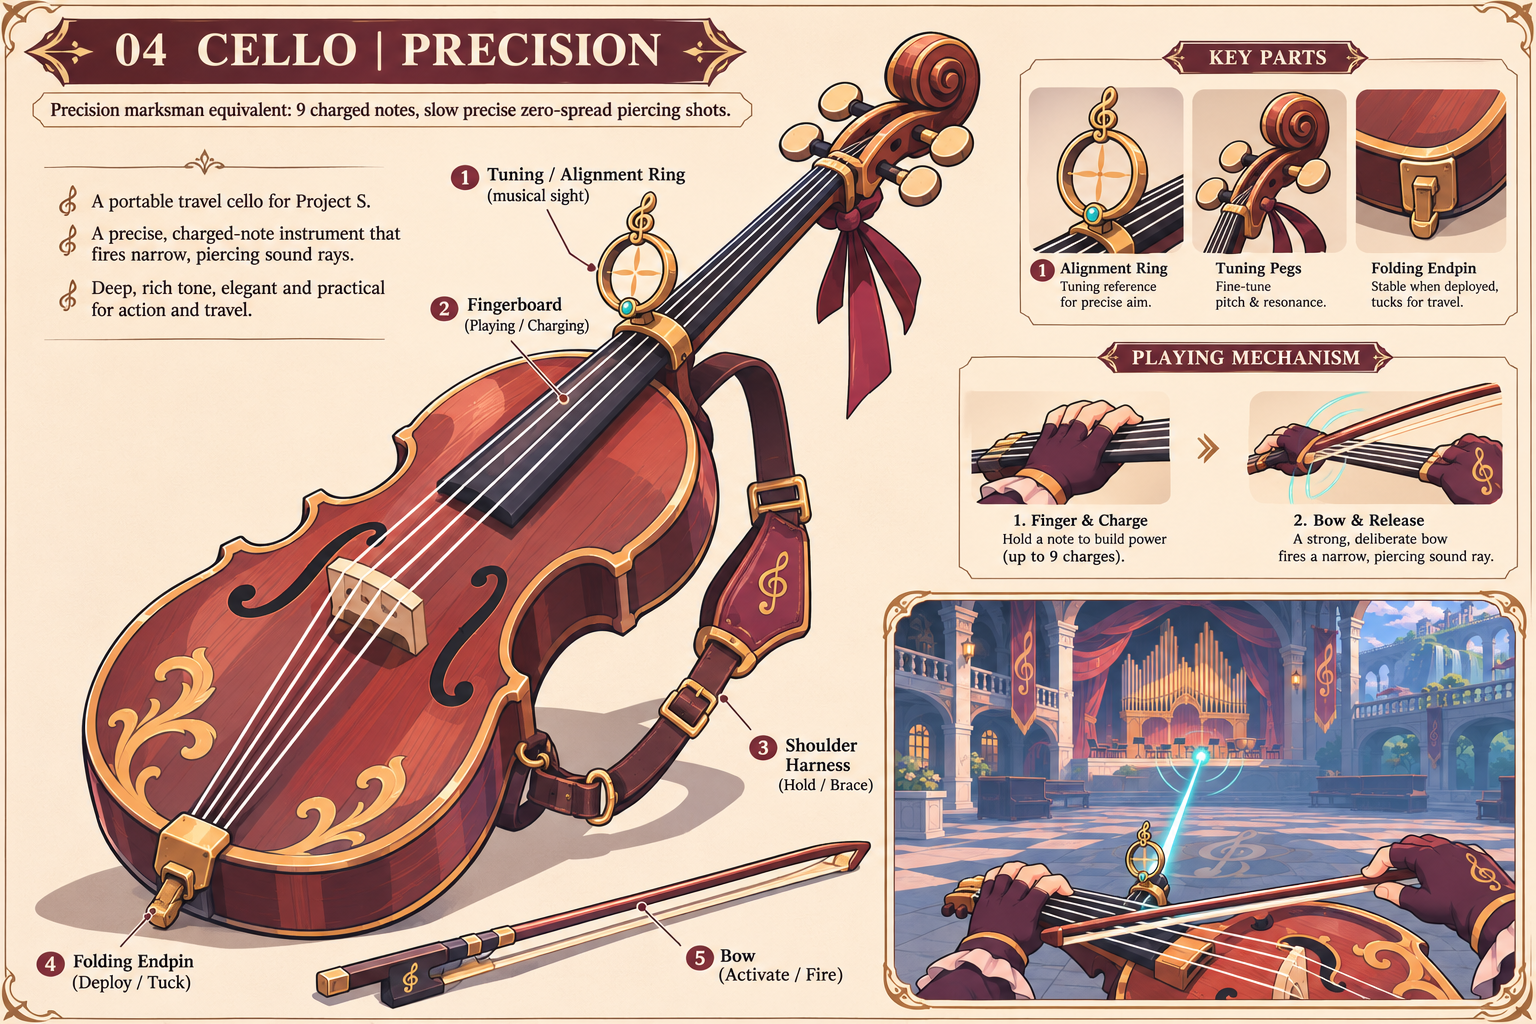 04 CELLO | PRECISION
Precision marksman equivalent: 9 charged notes, slow precise zero-spread piercing shots.
A portable travel cello for Project S.
A precise, charged-note instrument that
fires narrow, piercing sound rays.
Deep, rich tone, elegant and practical
for action and travel.
1 Tuning / Alignment Ring
(musical sight)
2 Fingerboard
(Playing / Charging)
3 Shoulder
Harness
(Hold / Brace)
4 Folding Endpin
(Deploy / Tuck)
5 Bow
(Activate / Fire)
KEY PARTS
1 Alignment Ring
Tuning reference
for precise aim.
Tuning Pegs
Fine-tune
pitch & resonance.
Folding Endpin
Stable when deployed,
tucks for travel.
PLAYING MECHANISM
1. Finger & Charge
Hold a note to build power
(up to 9 charges).
2. Bow & Release
A strong, deliberate bow
fires a narrow, piercing sound ray.